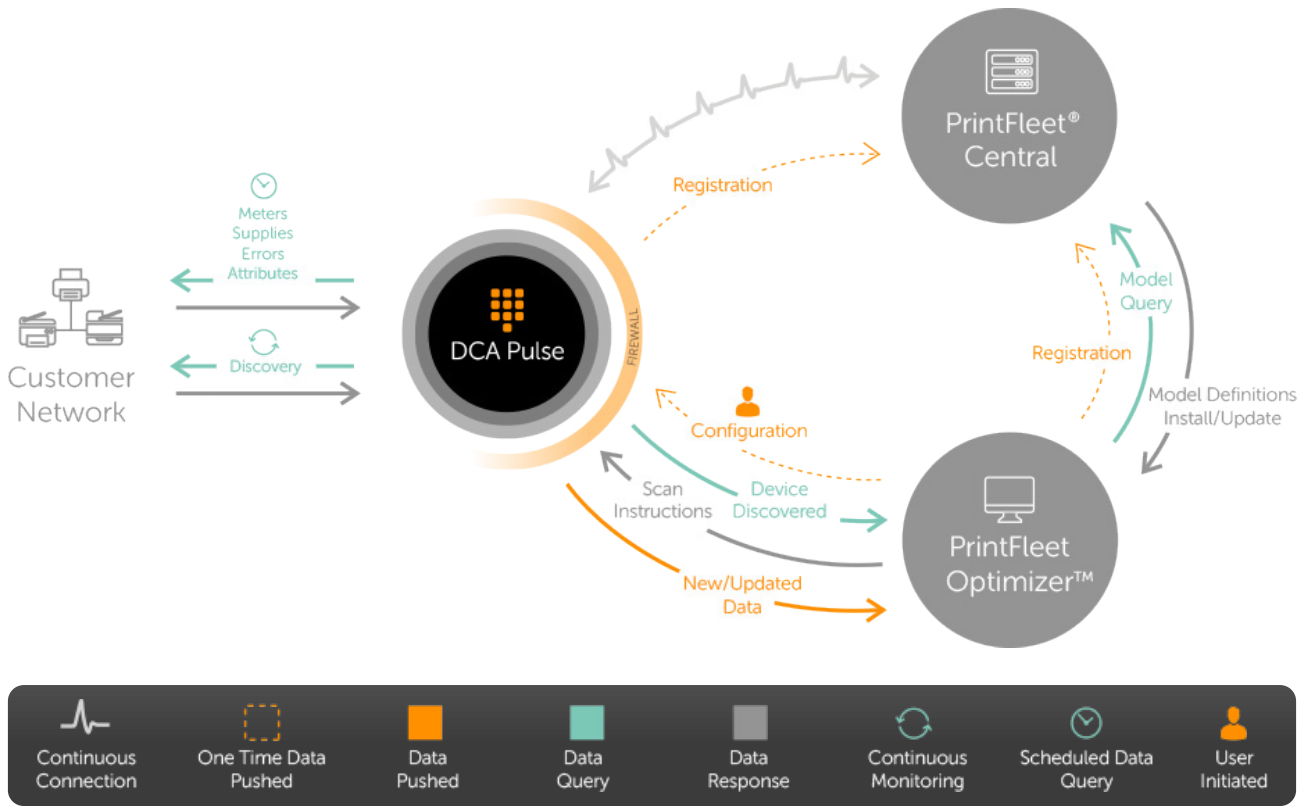 PrintFleet®
Central
Registration
Meters
Supplies
Errors
Attributes
Discovery
Customer
Network
DCA Pulse
FIREWALL
Model
Query
Registration
Model Definitions
Install/Update
Configuration
Scan
Instructions
Device
Discovered
New/Updated
Data
PrintFleet
Optimizer™
Continuous
Connection
One Time Data
Pushed
Data
Pushed
Data
Query
Data
Response
Continuous
Monitoring
Scheduled Data
Query
User
Initiated